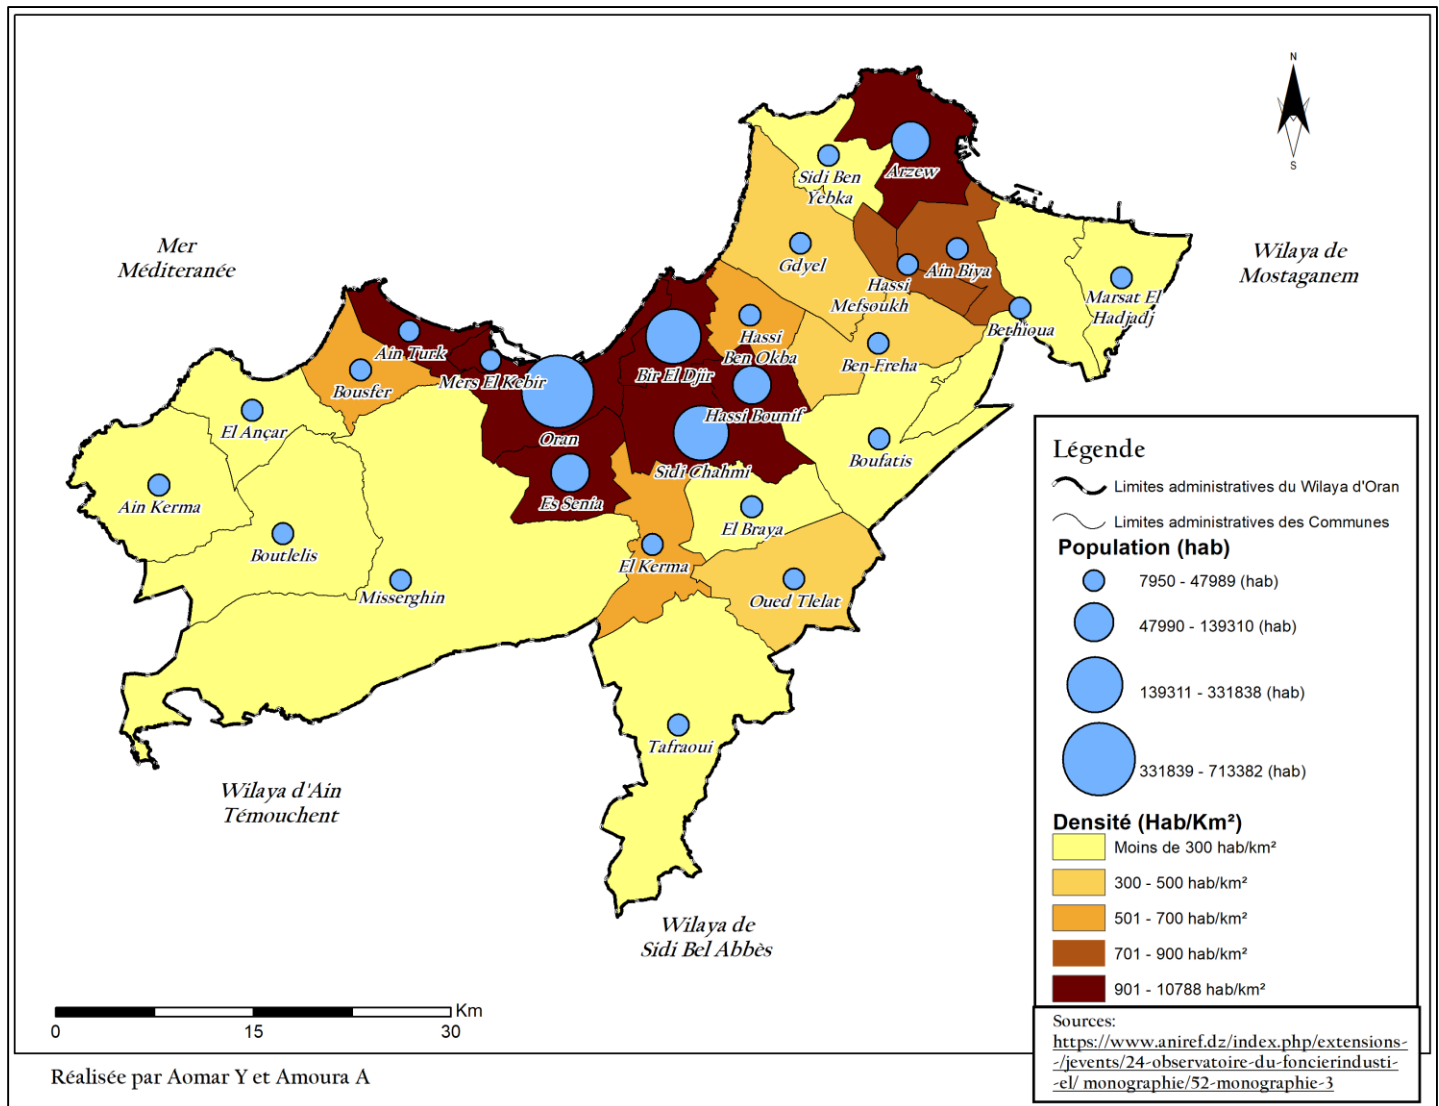 N
S
Mer
Méditeranée
Wilaya de
Mostaganem
Sidi Ben
Yebka
Arzew
Gdyel
Hassi
Mefsoukh
Ain Biya
Bethioua
Marsat El
Hadjadj
Ain Turk
Mers El Kebir
Bousfer
Bir El Djir
Hassi
Ben Okba
Ben Freha
El Ançar
Oran
Hassi Bounif
Sidi Chahmi
Boufatis
Ain Kerma
Es Senia
El Braya
Boutlelis
Misserghin
El Kerma
Oued Tlelat
Tafraoui
Wilaya d'Ain
Témouchent
Wilaya de
Sidi Bel Abbès
Légende
Limites administratives du Wilaya d'Oran
Limites administratives des Communes
Population (hab)
7950 - 47989 (hab)
47990 - 139310 (hab)
139311 - 331838 (hab)
331839 - 713382 (hab)
Densité (Hab/Km²)
Moins de 300 hab/km²
300 - 500 hab/km²
501 - 700 hab/km²
701 - 900 hab/km²
901 - 10788 hab/km²
Km
0 15 30
Sources:
https://www.aniref.dz/index.php/extensions-
-/jevents/24-observatoire-du-foncierindusti-
-el/ monographie/52-monographie-3
Réalisée par Aomar Y et Amoura A